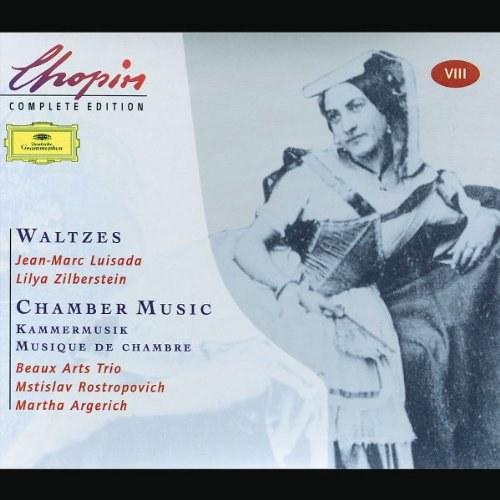 Chopin
COMPLETE EDITION
VIII
Deutsche
Grammophon
WALTZES
Jean-Marc Luisada
Lilya Zilberstein
CHAMBER MUSIC
KAMMERMUSIK
MUSIQUE DE CHAMBRE
Beaux Arts Trio
Mstislav Rostropovich
Martha Argerich